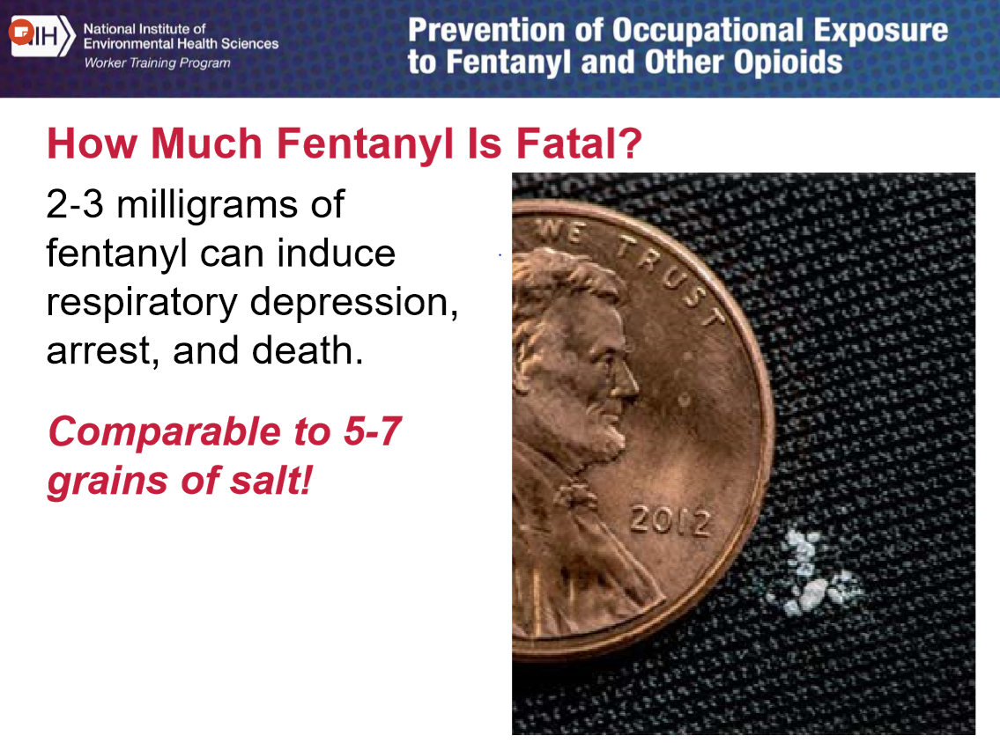 NIH
National Institute of
Environmental Health Sciences
Worker Training Program
Prevention of Occupational Exposure
to Fentanyl and Other Opioids
How Much Fentanyl Is Fatal?
2-3 milligrams of
fentanyl can induce
respiratory depression,
arrest, and death.
Comparable to 5-7
grains of salt!
WE TRUST
2012